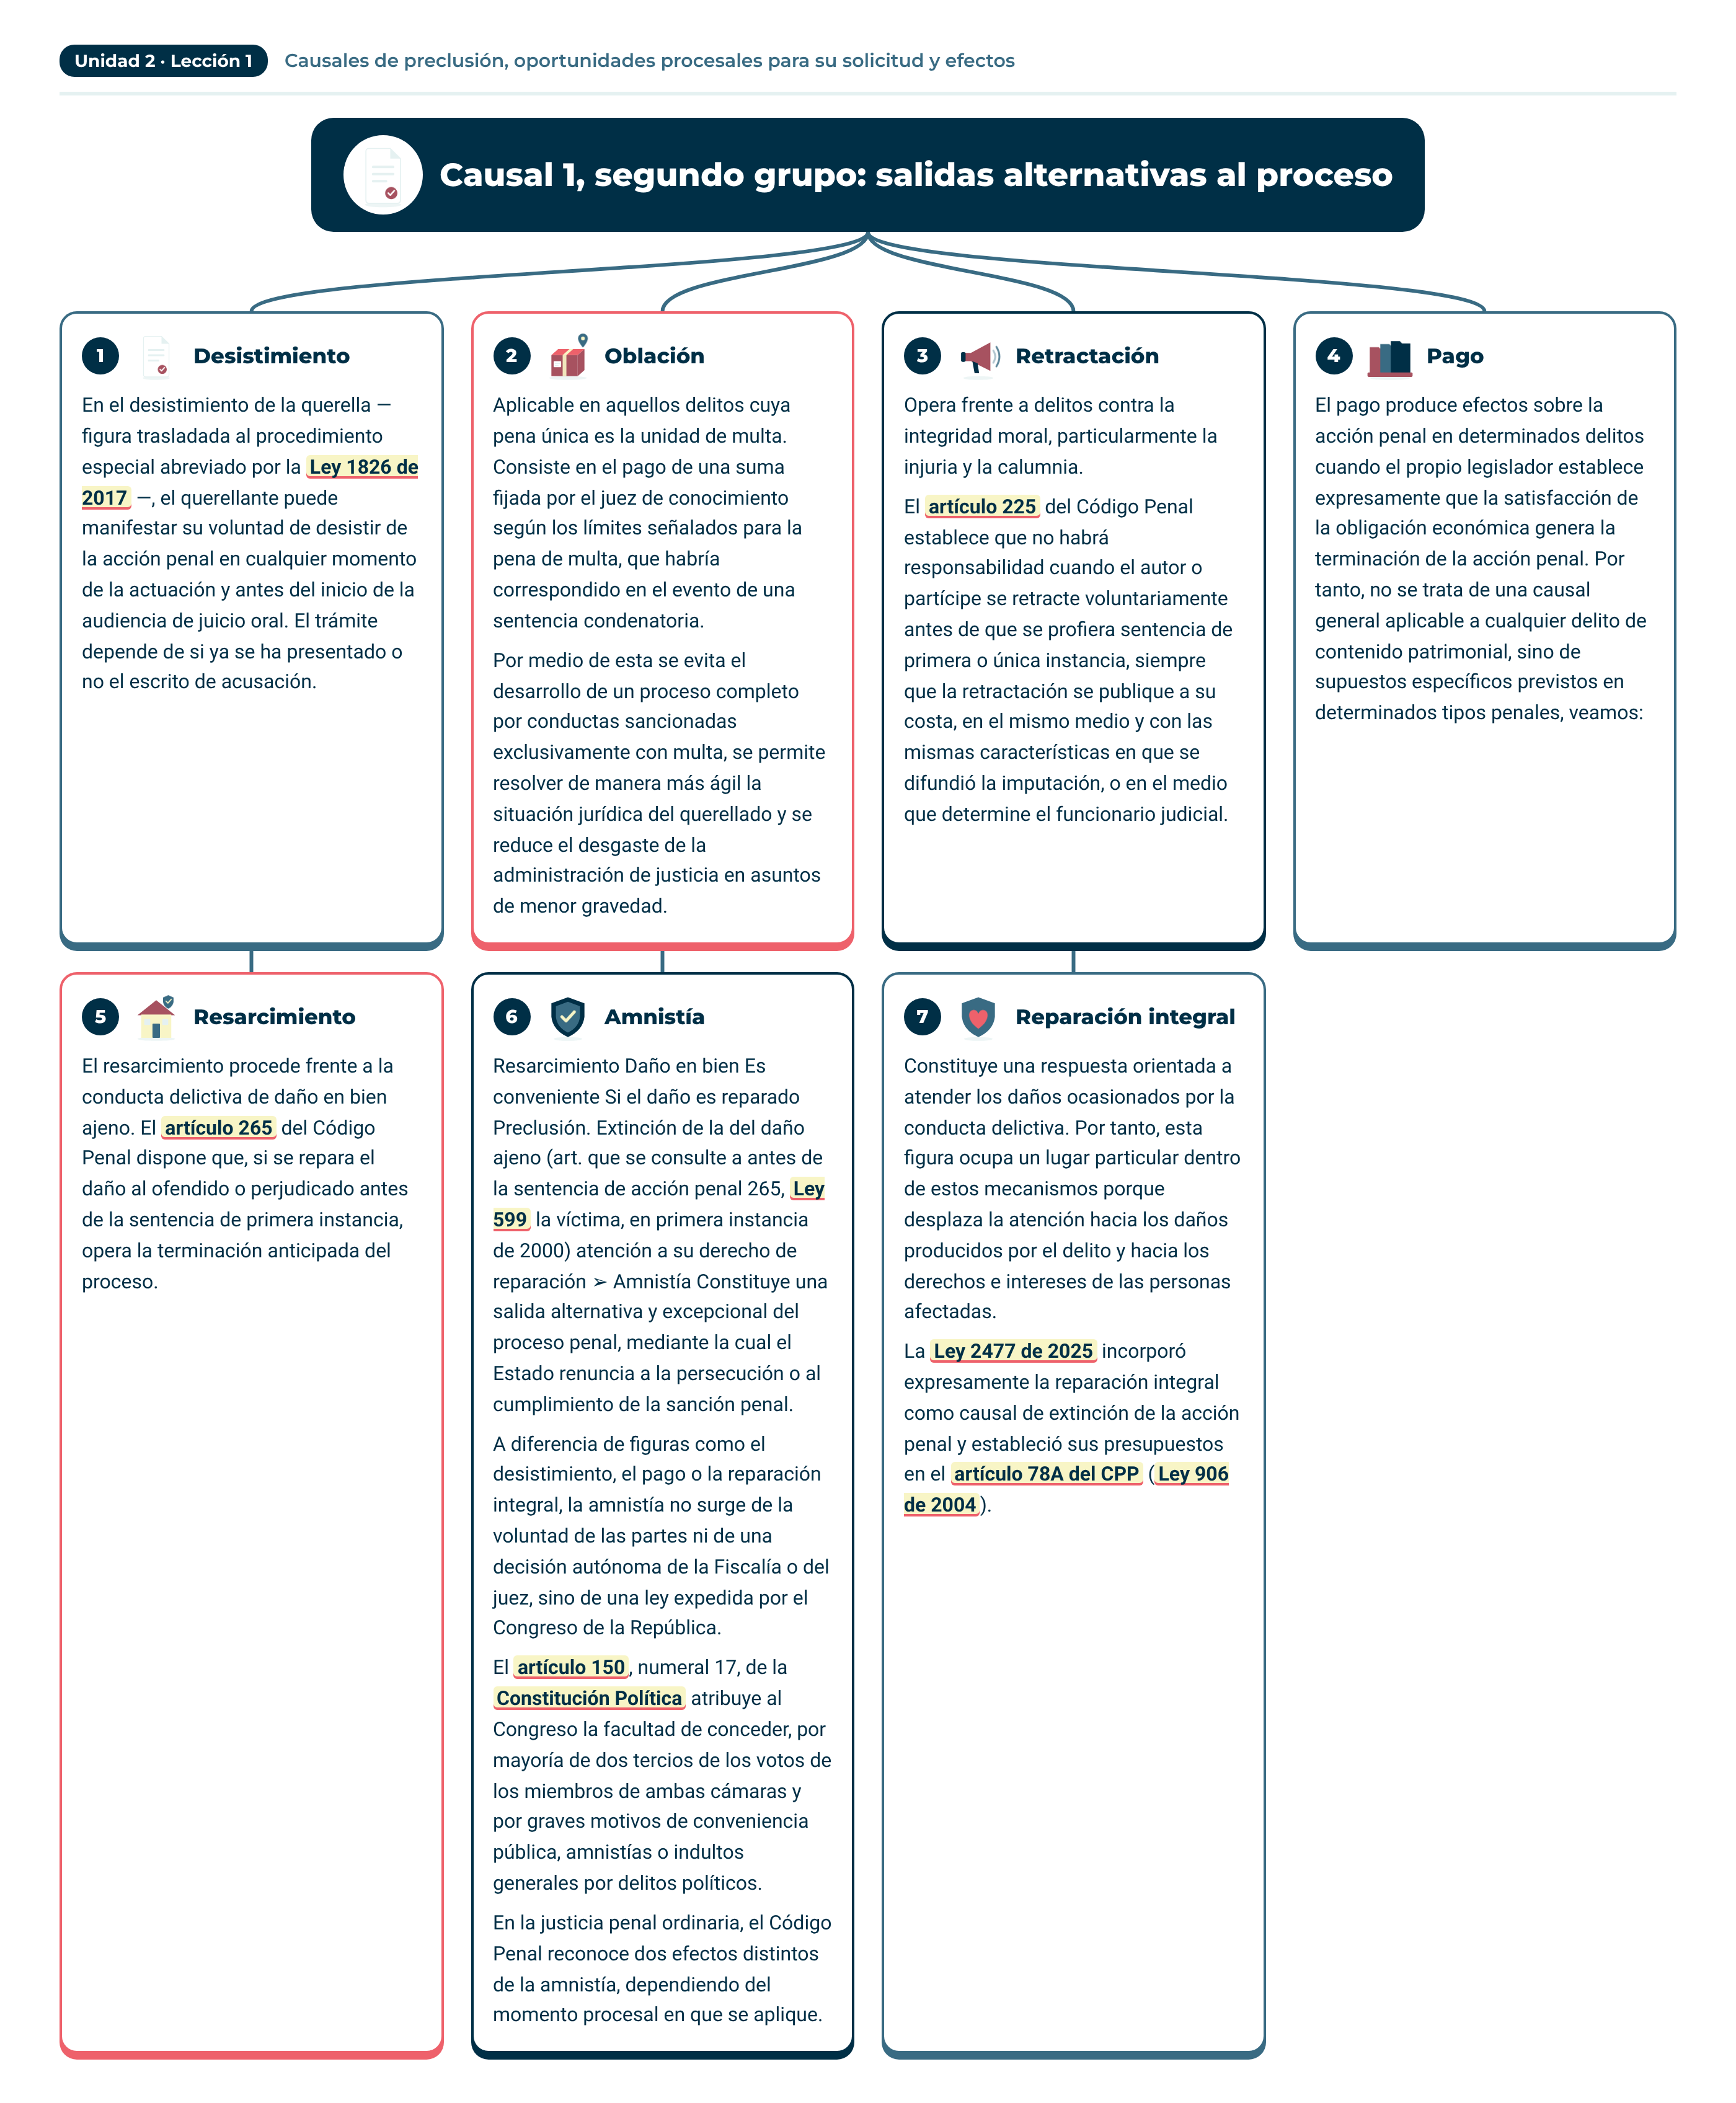 Unidad 2 · Lección 1
Causales de preclusión, oportunidades procesales para su solicitud y efectos
Causal 1, segundo grupo: salidas alternativas al proceso
1
Desistimiento
En el desistimiento de la querella —
figura trasladada al procedimiento
especial abreviado por la Ley 1826 de
2017 —, el querellante puede
manifestar su voluntad de desistir de
la acción penal en cualquier momento
de la actuación y antes del inicio de la
audiencia de juicio oral. El trámite
depende de si ya se ha presentado o
no el escrito de acusación.
2
Oblación
Aplicable en aquellos delitos cuya
pena única es la unidad de multa.
Consiste en el pago de una suma
fijada por el juez de conocimiento
según los límites señalados para la
pena de multa, que habría
correspondido en el evento de una
sentencia condenatoria.
Por medio de esta se evita el
desarrollo de un proceso completo
por conductas sancionadas
exclusivamente con multa, se permite
resolver de manera más ágil la
situación jurídica del querellado y se
reduce el desgaste de la
administración de justicia en asuntos
de menor gravedad.
3
Retractación
Opera frente a delitos contra la
integridad moral, particularmente la
injuria y la calumnia.
El artículo 225 del Código Penal
establece que no habrá
responsabilidad cuando el autor o
partícipe se retracte voluntariamente
antes de que se profiera sentencia de
primera o única instancia, siempre
que la retractación se publique a su
costa, en el mismo medio y con las
mismas características en que se
difundió la imputación, o en el medio
que determine el funcionario judicial.
4
Pago
El pago produce efectos sobre la
acción penal en determinados delitos
cuando el propio legislador establece
expresamente que la satisfacción de
la obligación económica genera la
terminación de la acción penal. Por
tanto, no se trata de una causal
general aplicable a cualquier delito de
contenido patrimonial, sino de
supuestos específicos previstos en
determinados tipos penales, veamos:
5
Resarcimiento
El resarcimiento procede frente a la
conducta delictiva de daño en bien
ajeno. El artículo 265 del Código
Penal dispone que, si se repara el
daño al ofendido o perjudicado antes
de la sentencia de primera instancia,
opera la terminación anticipada del
proceso.
6
Amnistía
Resarcimiento Daño en bien Es
conveniente Si el daño es reparado
Preclusión. Extinción de la del daño
ajeno (art. que se consulte a antes de
la sentencia de acción penal 265, Ley
599 la víctima, en primera instancia
de 2000) atención a su derecho de
reparación ➢ Amnistía Constituye una
salida alternativa y excepcional del
proceso penal, mediante la cual el
Estado renuncia a la persecución o al
cumplimiento de la sanción penal.
A diferencia de figuras como el
desistimiento, el pago o la reparación
integral, la amnistía no surge de la
voluntad de las partes ni de una
decisión autónoma de la Fiscalía o del
juez, sino de una ley expedida por el
Congreso de la República.
El artículo 150, numeral 17, de la
Constitución Política atribuye al
Congreso la facultad de conceder, por
mayoría de dos tercios de los votos de
los miembros de ambas cámaras y
por graves motivos de conveniencia
pública, amnistías o indultos
generales por delitos políticos.
En la justicia penal ordinaria, el Código
Penal reconoce dos efectos distintos
de la amnistía, dependiendo del
momento procesal en que se aplique.
7
Reparación integral
Constituye una respuesta orientada a
atender los daños ocasionados por la
conducta delictiva. Por tanto, esta
figura ocupa un lugar particular dentro
de estos mecanismos porque
desplaza la atención hacia los daños
producidos por el delito y hacia los
derechos e intereses de las personas
afectadas.
La Ley 2477 de 2025 incorporó
expresamente la reparación integral
como causal de extinción de la acción
penal y estableció sus presupuestos
en el artículo 78A del CPP (Ley 906
de 2004).